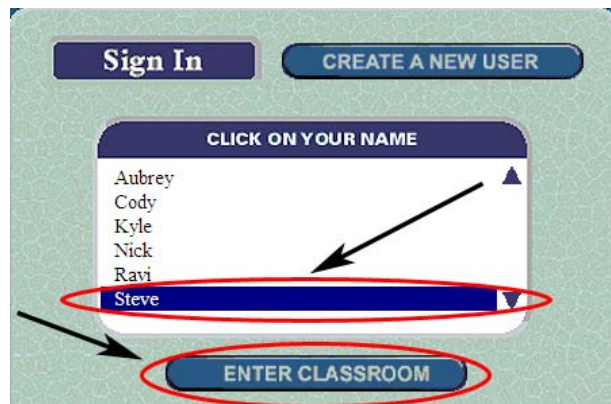 Sign In
CREATE A NEW USER
CLICK ON YOUR NAME
Aubrey
Cody
Kyle
Nick
Ravi
Steve
ENTER CLASSROOM